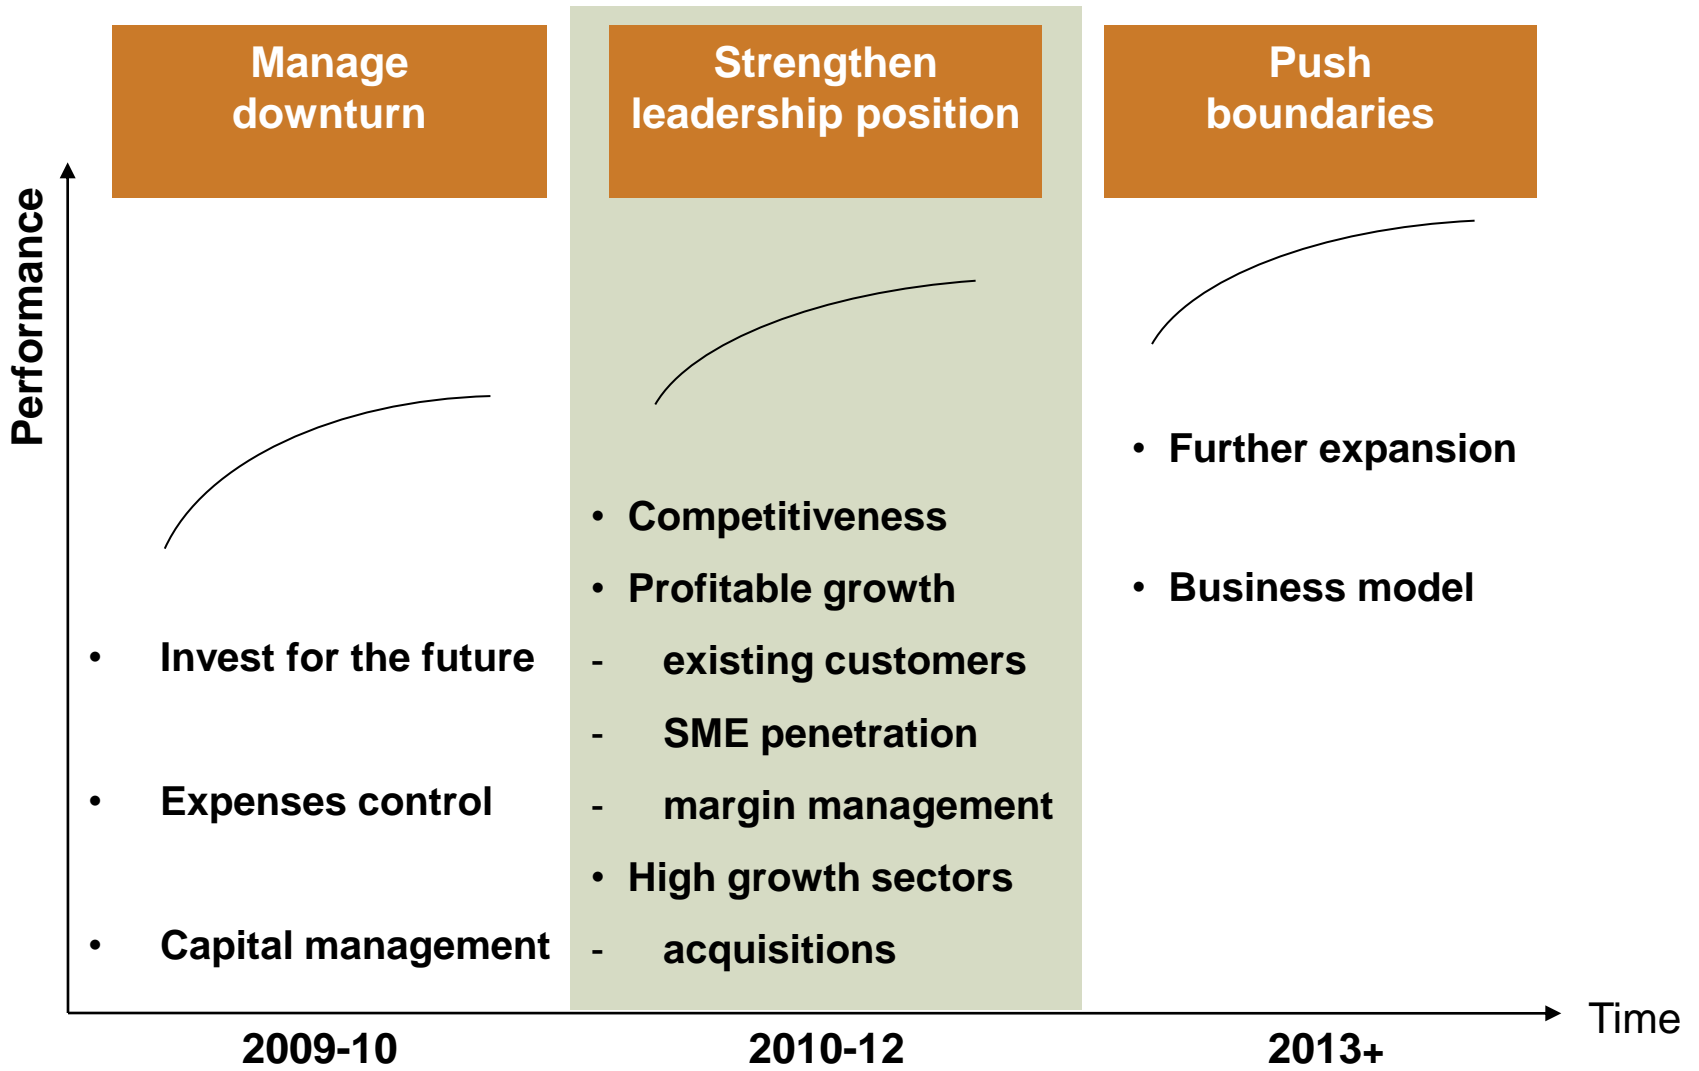 Manage
downturn
Strengthen
leadership position
Push
boundaries
Performance
• Invest for the future
• Expenses control
• Capital management
• Competitiveness
• Profitable growth
- existing customers
- SME penetration
- margin management
• High growth sectors
- acquisitions
• Further expansion
• Business model
Time
2009-10
2010-12
2013+